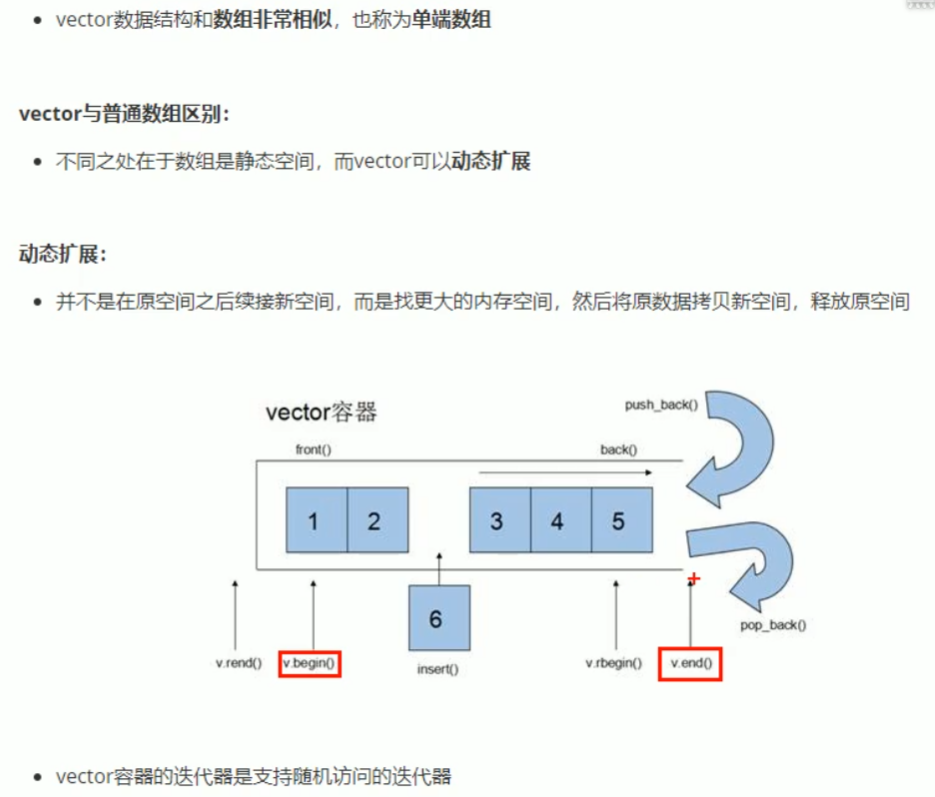 vector数据结构和数组非常相似，也称为单端数组
vector与普通数组区别：
不同之处在于数组是静态空间，而vector可以动态扩展
动态扩展：
并不是在原空间之后续接新空间，而是找更大的内存空间，然后将原数据拷贝新空间，释放原空间
vector容器
push_back()
front()
back()
1 2 3 4 5
6
pop_back()
v.rend()
v.begin()
insert()
v.rbegin()
v.end()
vector容器的迭代器是支持随机访问的迭代器